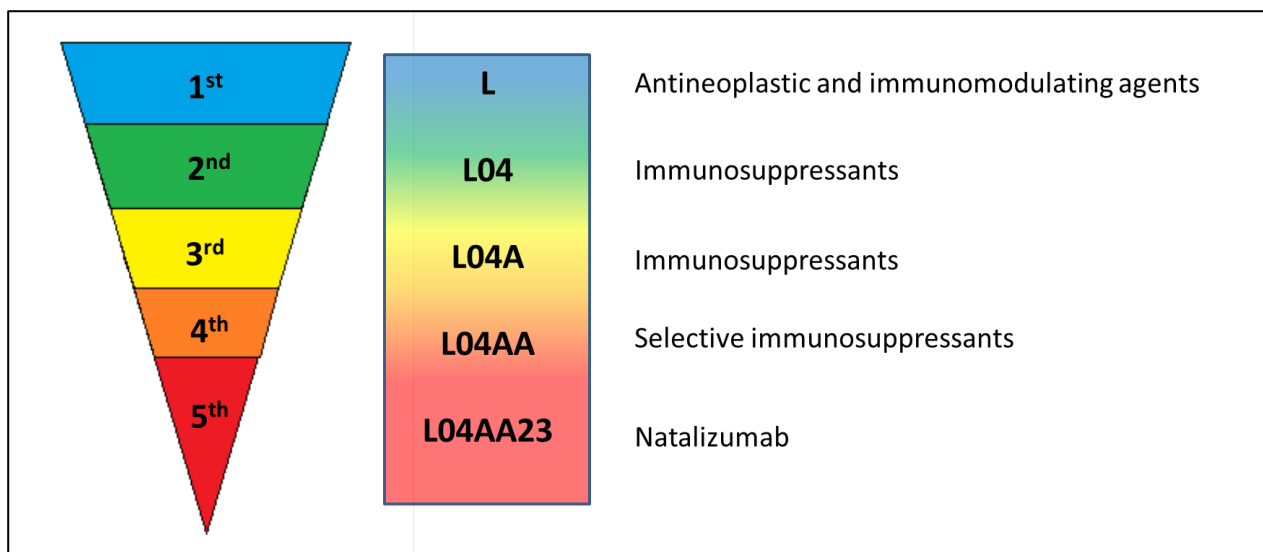 1st L Antineoplastic and immunomodulating agents
2nd L04 Immunosuppressants
3rd L04A Immunosuppressants
4th L04AA Selective immunosuppressants
5th L04AA23 Natalizumab